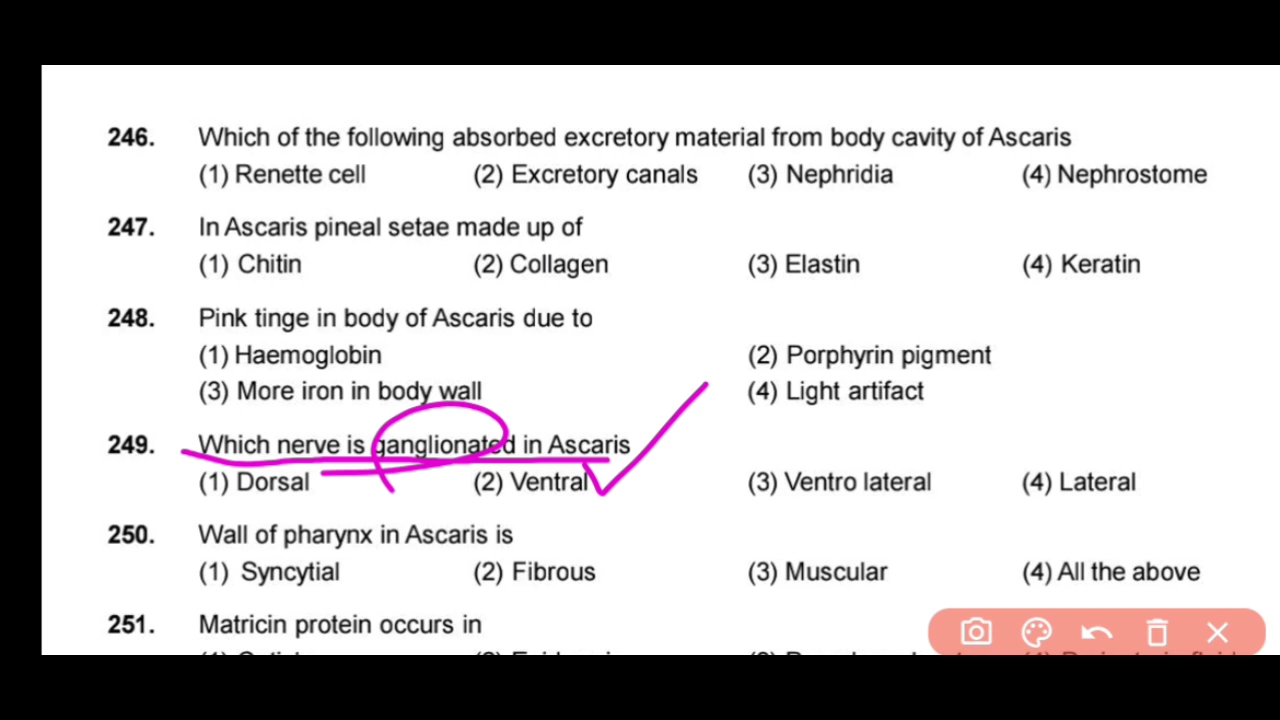 246. Which of the following absorbed excretory material from body cavity of Ascaris
(1) Renette cell (2) Excretory canals (3) Nephridia (4) Nephrostome
247. In Ascaris pineal setae made up of
(1) Chitin (2) Collagen (3) Elastin (4) Keratin
248. Pink tinge in body of Ascaris due to
(1) Haemoglobin (2) Porphyrin pigment
(3) More iron in body wall (4) Light artifact
249. Which nerve is ganglionated in Ascaris
(1) Dorsal (2) Ventral (3) Ventro lateral (4) Lateral
250. Wall of pharynx in Ascaris is
(1) Syncytial (2) Fibrous (3) Muscular (4) All the above
251. Matricin protein occurs in